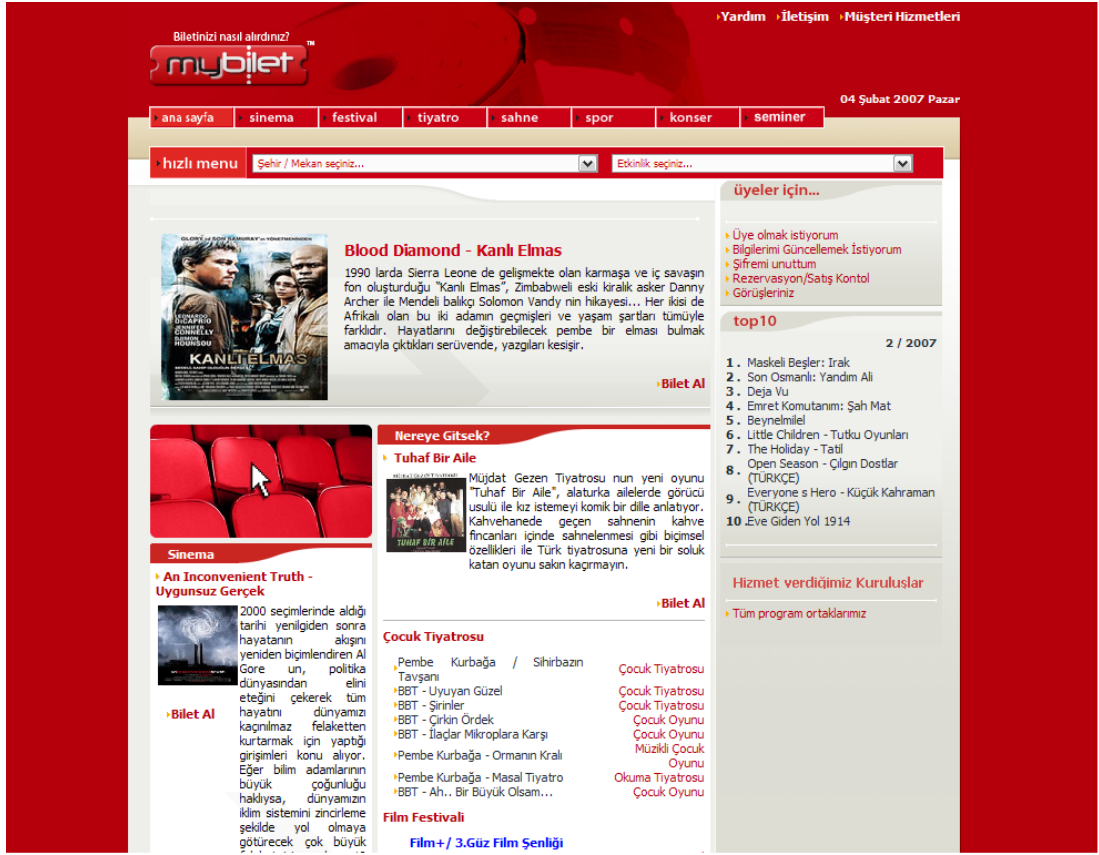 Yardım İletişim Müşteri Hizmetleri
Biletinizi nasıl alırdınız?
mybilet™
04 Şubat 2007 Pazar
ana sayfa sinema festival tiyatro sahne spor konser seminer
hızlı menu Şehir / Mekan seçiniz... Etkinlik seçiniz...
GLORY ve SON SAMURAY'ın YÖNETMENİNDEN
LEONARDO
DiCAPRIO
JENNIFER
CONNELLY
DJIMON
HOUNSOU
KANLI ELMAS
Blood Diamond - Kanlı Elmas
1990 larda Sierra Leone de gelişmekte olan karmaşa ve iç savaşın
fon oluşturduğu “Kanlı Elmas”, Zimbabweli eski kiralık asker Danny
Archer ile Mendeli balıkçı Solomon Vandy nin hikayesi... Her ikisi de
Afrikalı olan bu iki adamın geçmişleri ve yaşam şartları tümüyle
farklıdır. Hayatlarını değiştirebilecek pembe bir elması bulmak
amacıyla çıktıkları serüvende, yazgıları kesişir.
Bilet Al
üyeler için...
Üye olmak istiyorum
Bilgilerimi Güncellemek İstiyorum
Şifremi unuttum
Rezervasyon/Satış Kontol
Görüşleriniz
top10
2 / 2007
1 . Maskeli Beşler: Irak
2 . Son Osmanlı: Yandım Ali
3 . Deja Vu
4 . Emret Komutanım: Şah Mat
5 . Beynelmilel
6 . Little Children - Tutku Oyunları
7 . The Holiday - Tatil
8 . Open Season - Çılgın Dostlar
(TÜRKÇE)
9 . Everyone s Hero - Küçük Kahraman
(TÜRKÇE)
10 . Eve Giden Yol 1914
Hizmet verdiğimiz Kuruluşlar
Tüm program ortaklarımız
Sinema
An Inconvenient Truth -
Uygunsuz Gerçek
2000 seçimlerinde aldığı
tarihi yenilgiden sonra
hayatanın akışını
yeniden biçimlendiren Al
Gore un, politika
dünyasından elini
eteğini çekerek tüm
hayatını dünyamızı
kaçınılmaz felaketten
kurtarmak için yaptığı
girişimleri konu alıyor.
Eğer bilim adamlarının
büyük çoğunluğu
haklıysa, dünyamızın
iklim sistemini zincirleme
şekilde yol olmaya
götürecek çok büyük
Bilet Al
Nereye Gitsek?
Tuhaf Bir Aile
MÜJDAT GEZEN TİYATROSU
TUHAF BİR AİLE
Müjdat Gezen Tiyatrosu nun yeni oyunu
"Tuhaf Bir Aile", alaturka ailelerde görücü
usulü ile kız istemeyi komik bir dille anlatıyor.
Kahvehanede geçen sahnenin kahve
fincanları içinde sahnelenmesi gibi biçimsel
özellikleri ile Türk tiyatrosuna yeni bir soluk
katan oyunu sakın kaçırmayın.
Bilet Al
Çocuk Tiyatrosu
Pembe Kurbağa / Sihirbazın
Tavşanı Çocuk Tiyatrosu
BBT - Uyuyan Güzel Çocuk Tiyatrosu
BBT - Şirinler Çocuk Tiyatrosu
BBT - Çirkin Ördek Çocuk Oyunu
BBT - İlaçlar Mikroplara Karşı Çocuk Oyunu
Pembe Kurbağa - Ormanın Kralı Müzikli Çocuk
Oyunu
Pembe Kurbağa - Masal Tiyatro Okuma Tiyatrosu
BBT - Ah.. Bir Büyük Olsam... Çocuk Oyunu
Film Festivali
Film+/ 3.Güz Film Şenliği